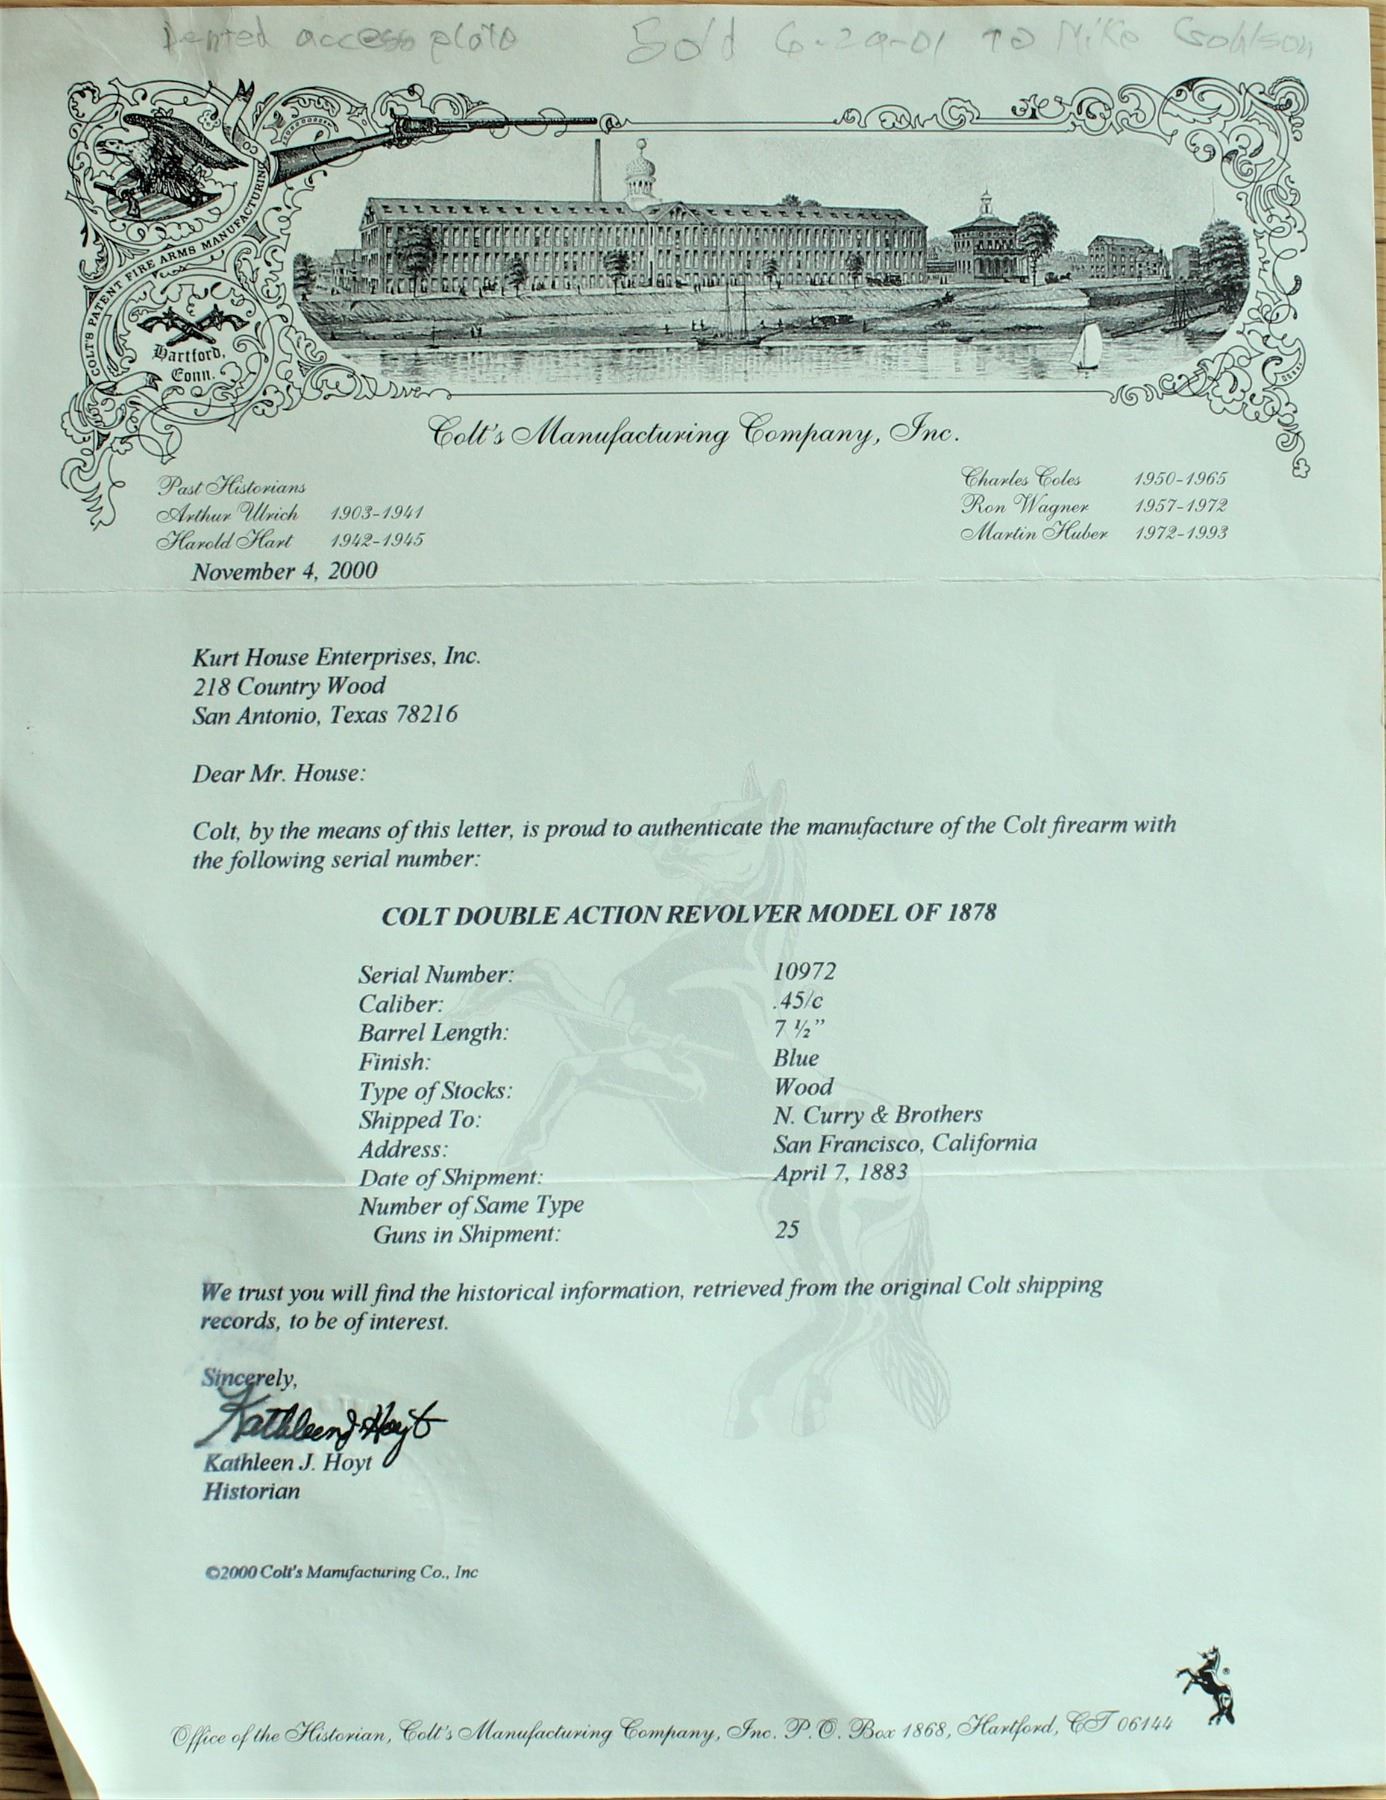 Dented access plate Sold 6-29-01 to Mike
COLT'S PATENT FIRE ARMS MANUFACTURING CO
Hartford,
Conn.
Colt's Manufacturing Company, Inc.
Past Historians
Arthur Ulrich 1903-1941
Harold Hart 1942-1945
Charles Coles 1950-1965
Ron Wagner 1957-1972
Martin Huber 1972-1993
November 4, 2000
Kurt House Enterprises, Inc.
218 Country Wood
San Antonio, Texas 78216
Dear Mr. House:
Colt, by the means of this letter, is proud to authenticate the manufacture of the Colt firearm with
the following serial number:
COLT DOUBLE ACTION REVOLVER MODEL OF 1878
Serial Number: 10972
Caliber: .45/c
Barrel Length: 7 ½"
Finish: Blue
Type of Stocks: Wood
Shipped To: N. Curry & Brothers
Address: San Francisco, California
Date of Shipment: April 7, 1883
Number of Same Type
Guns in Shipment: 25
We trust you will find the historical information, retrieved from the original Colt shipping
records, to be of interest.
Sincerely,
Kathleen J. Hoyt
Kathleen J. Hoyt
Historian
©2000 Colt's Manufacturing Co., Inc
®
Office of the Historian, Colt's Manufacturing Company, Inc. P.O. Box 1868, Hartford, CT 06144